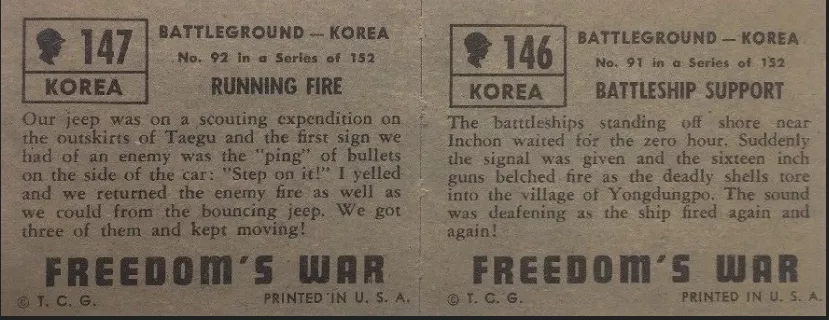 147
KOREA
BATTLEGROUND — KOREA
No. 92 in a Series of 152
RUNNING FIRE
Our jeep was on a scouting expendition on
the outskirts of Taegu and the first sign we
had of an enemy was the "ping" of bullets
on the side of the car: "Step on it!" I yelled
and we returned the enemy fire as well as
we could from the bouncing jeep. We got
three of them and kept moving!
FREEDOM'S WAR
© T. C. G.
PRINTED IN U. S. A.
146
KOREA
BATTLEGROUND — KOREA
No. 91 in a Series of 152
BATTLESHIP SUPPORT
The batttleships standing off shore near
Inchon waited for the zero hour. Suddenly
the signal was given and the sixteen inch
guns belched fire as the deadly shells tore
into the village of Yongdungpo. The sound
was deafening as the ship fired again and
again!
FREEDOM'S WAR
© T. C. G.
PRINTED IN U. S. A.